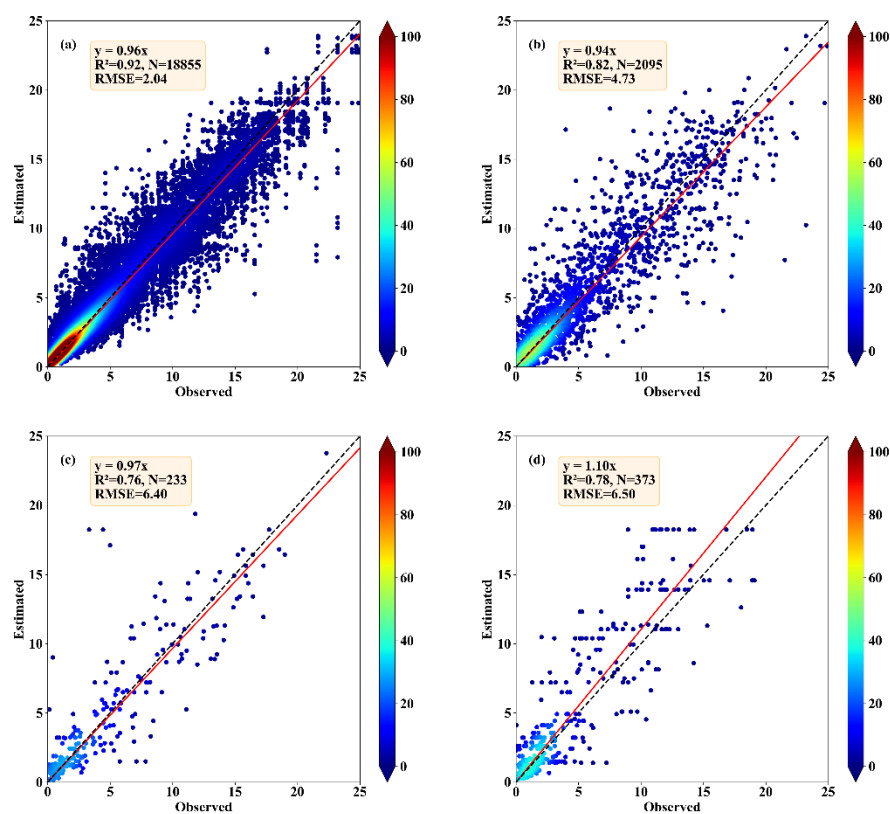 (a)
y = 0.96x
R²=0.92, N=18855
RMSE=2.04
Estimated
25
20
15
10
5
0
0 5 10 15 20 25
Observed
100
80
60
40
20
0
(b)
y = 0.94x
R²=0.82, N=2095
RMSE=4.73
Estimated
25
20
15
10
5
0
0 5 10 15 20 25
Observed
100
80
60
40
20
0
(c)
y = 0.97x
R²=0.76, N=233
RMSE=6.40
Estimated
25
20
15
10
5
0
0 5 10 15 20 25
Observed
100
80
60
40
20
0
(d)
y = 1.10x
R²=0.78, N=373
RMSE=6.50
Estimated
25
20
15
10
5
0
0 5 10 15 20 25
Observed
100
80
60
40
20
0